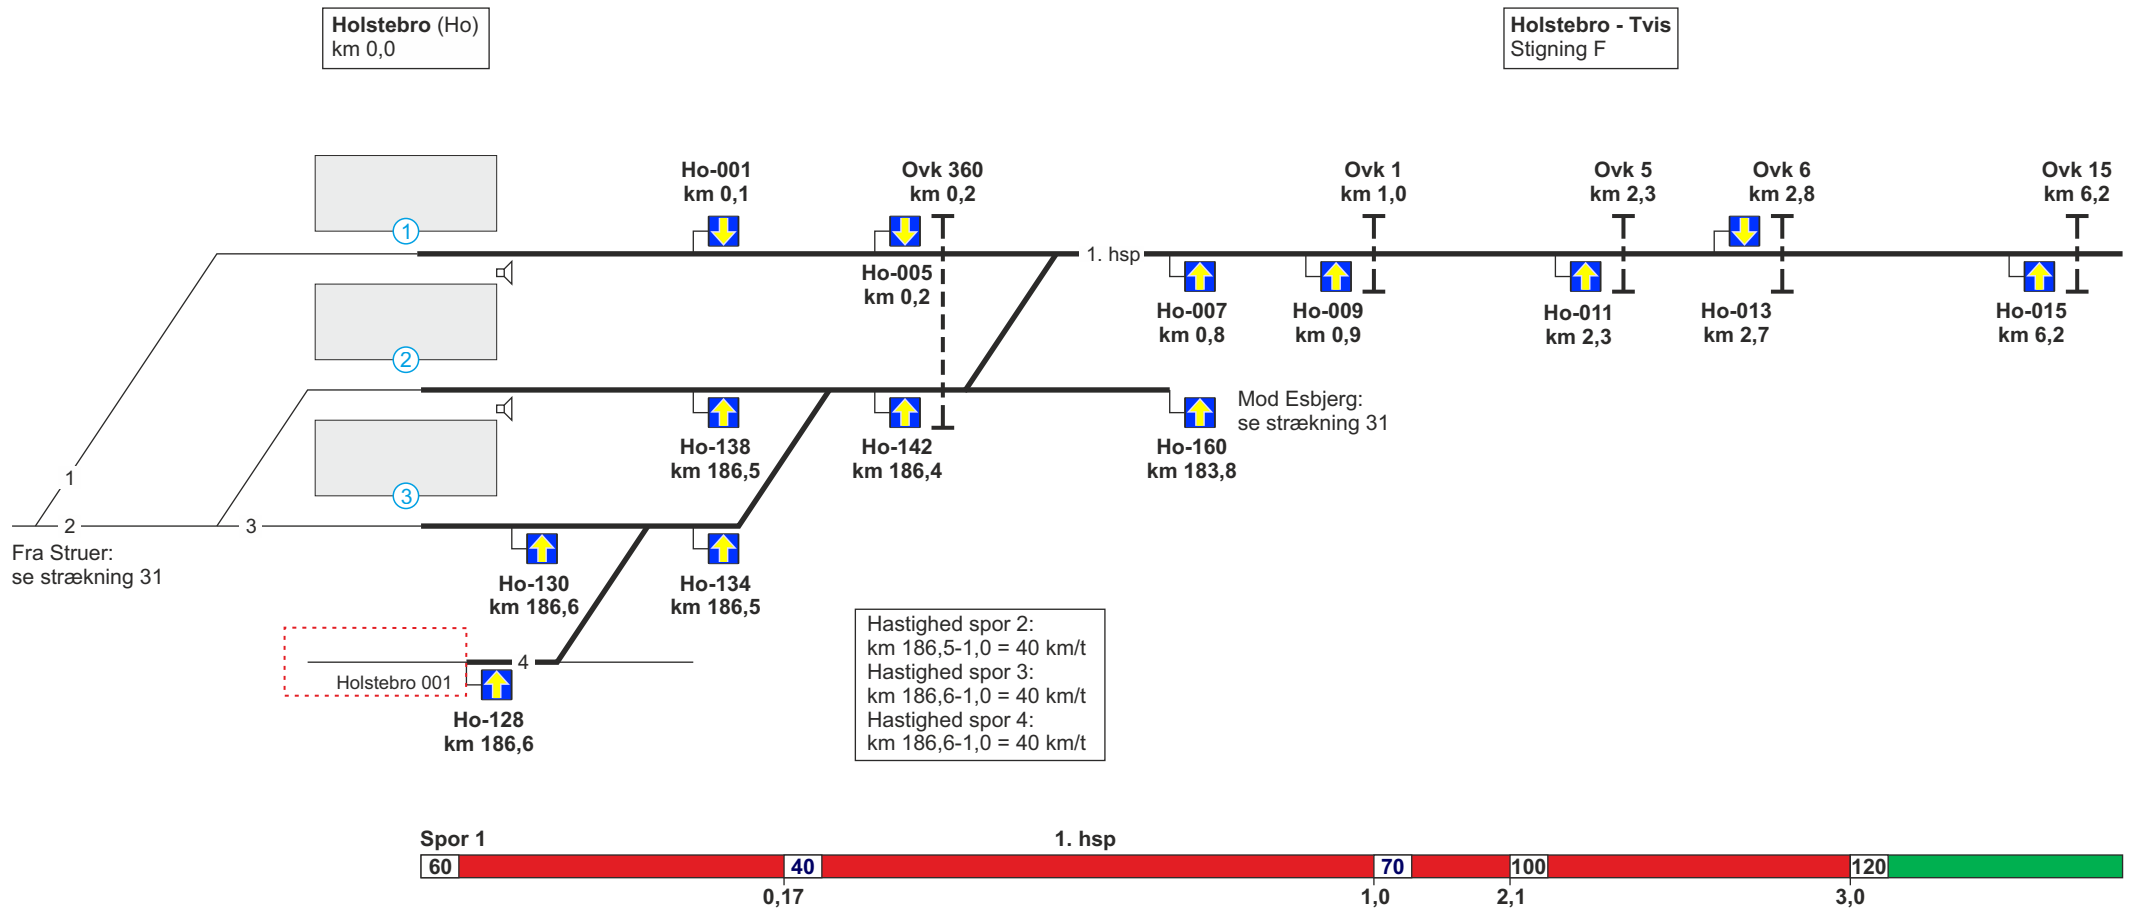 Holstebro (Ho)
km 0,0
Holstebro - Tvis
Stigning F
Ho-001
km 0,1
Ovk 360
km 0,2
Ovk 1
km 1,0
Ovk 5
km 2,3
Ovk 6
km 2,8
Ovk 15
km 6,2
1
1. hsp
Ho-005
km 0,2
Ho-007
km 0,8
Ho-009
km 0,9
Ho-011
km 2,3
Ho-013
km 2,7
Ho-015
km 6,2
2
Mod Esbjerg:
se strækning 31
Ho-138
km 186,5
Ho-142
km 186,4
Ho-160
km 183,8
1
3
2
3
Fra Struer:
se strækning 31
Ho-130
km 186,6
Ho-134
km 186,5
Hastighed spor 2:
km 186,5-1,0 = 40 km/t
Hastighed spor 3:
km 186,6-1,0 = 40 km/t
Hastighed spor 4:
km 186,6-1,0 = 40 km/t
4
Holstebro 001
Ho-128
km 186,6
Spor 1
1. hsp
60
40
70
100
120
0,17
1,0
2,1
3,0